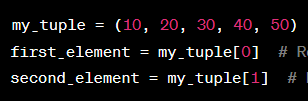 my_tuple = (10, 20, 30, 40, 50)
first_element = my_tuple[0]  #
second_element = my_tuple[1]  #